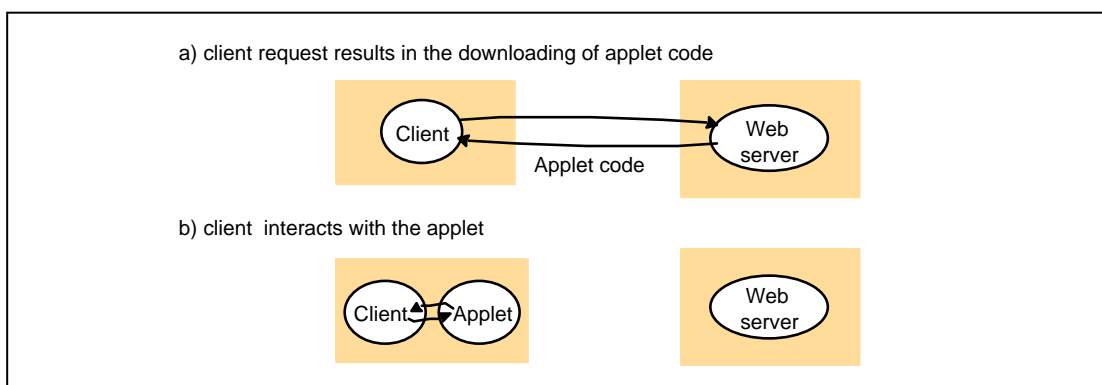 a) client request results in the downloading of applet code
Client
Web
server
Applet code
b) client  interacts with the applet
Client
Applet
Web
server